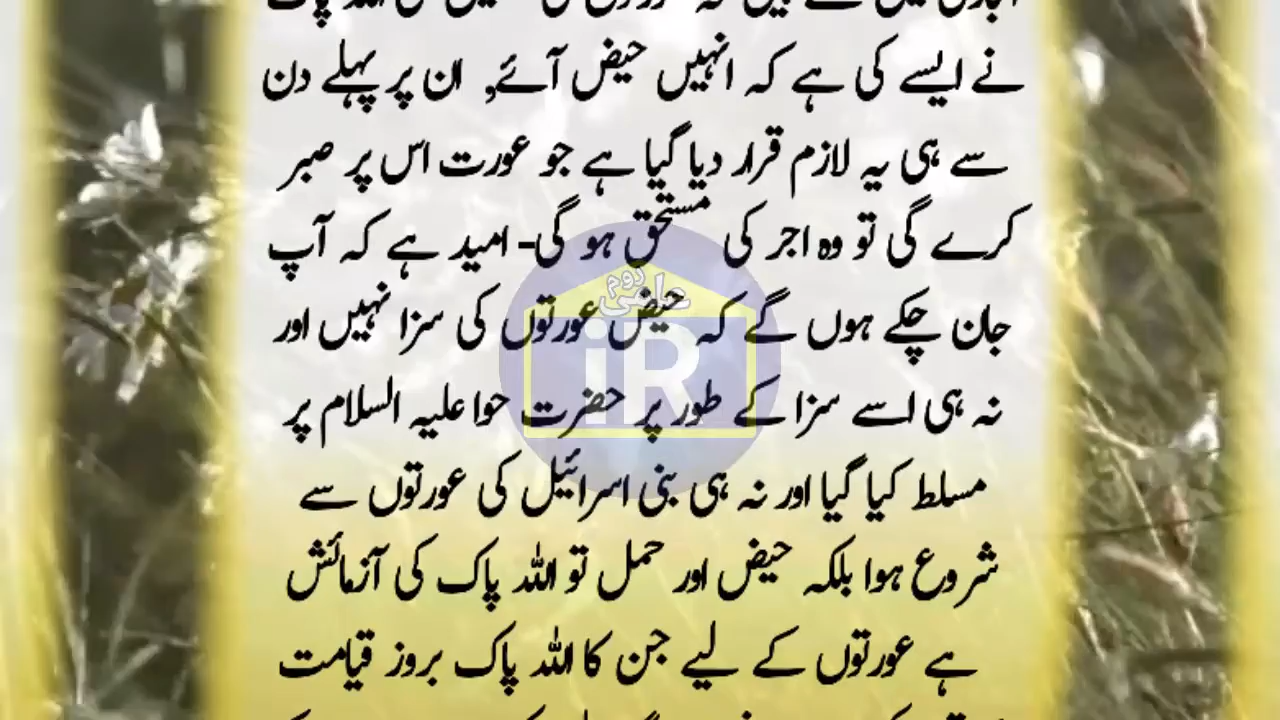 نے ایسے کی ہے کہ انہیں حیض آئے, ان پر پہلے دن
سے ہی یہ لازم قرار دیا گیا ہے جو عورت اس پر صبر
کرے گی تو وہ اجر کی مستحق ہو گی- امید ہے کہ آپ
جان چکے ہوں گے کہ حیض عورتوں کی سزا نہیں اور
نہ ہی اسے سزا کے طور پر حضرت حوا علیہ السلام پر
مسلط کیا گیا اور نہ ہی بنی اسرائیل کی عورتوں سے
شروع ہوا بلکہ حیض اور حمل تو اللہ پاک کی آزمائش
ہے عورتوں کے لیے جن کا اللہ پاک بروز قیامت
روم
iR